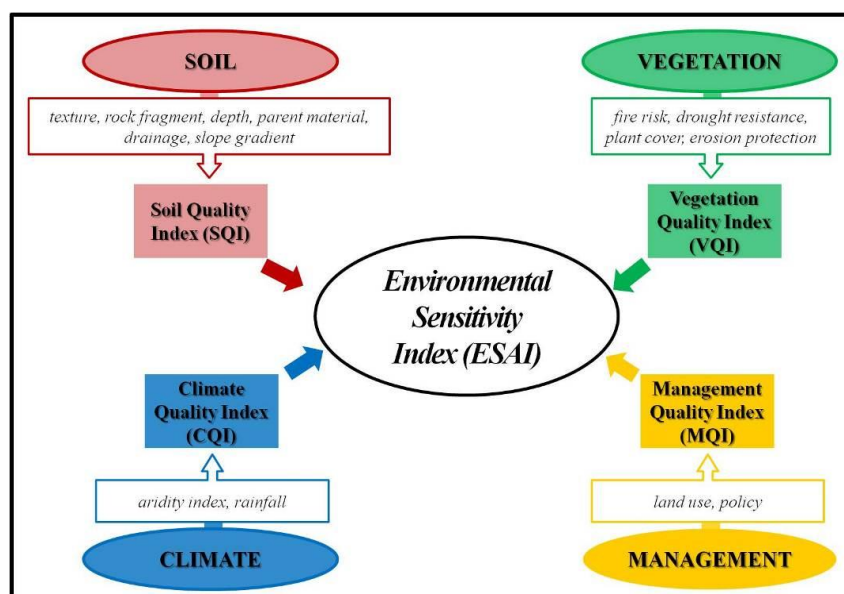 SOIL
texture, rock fragment, depth, parent material,
drainage, slope gradient
Soil Quality
Index (SQI)
VEGETATION
fire risk, drought resistance,
plant cover, erosion protection
Vegetation
Quality Index
(VQI)
Environmental
Sensitivity
Index (ESAI)
Climate
Quality Index
(CQI)
aridity index, rainfall
CLIMATE
Management
Quality Index
(MQI)
land use, policy
MANAGEMENT